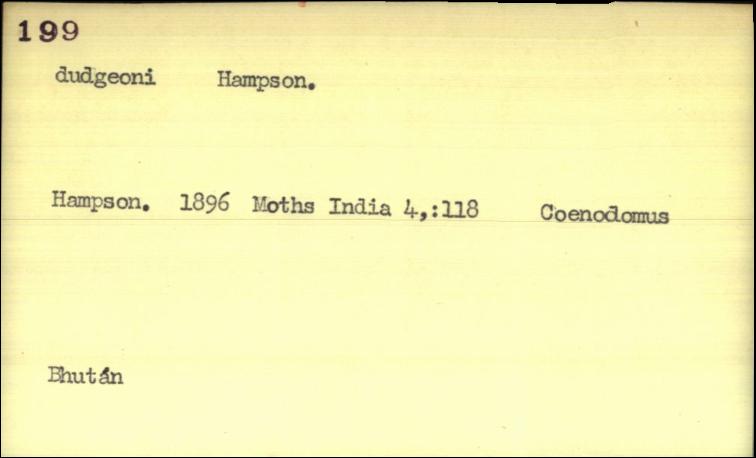 199
dudgeoni Hampson.
Hampson. 1896 Moths India 4,:118 Coenodomus
Bhután